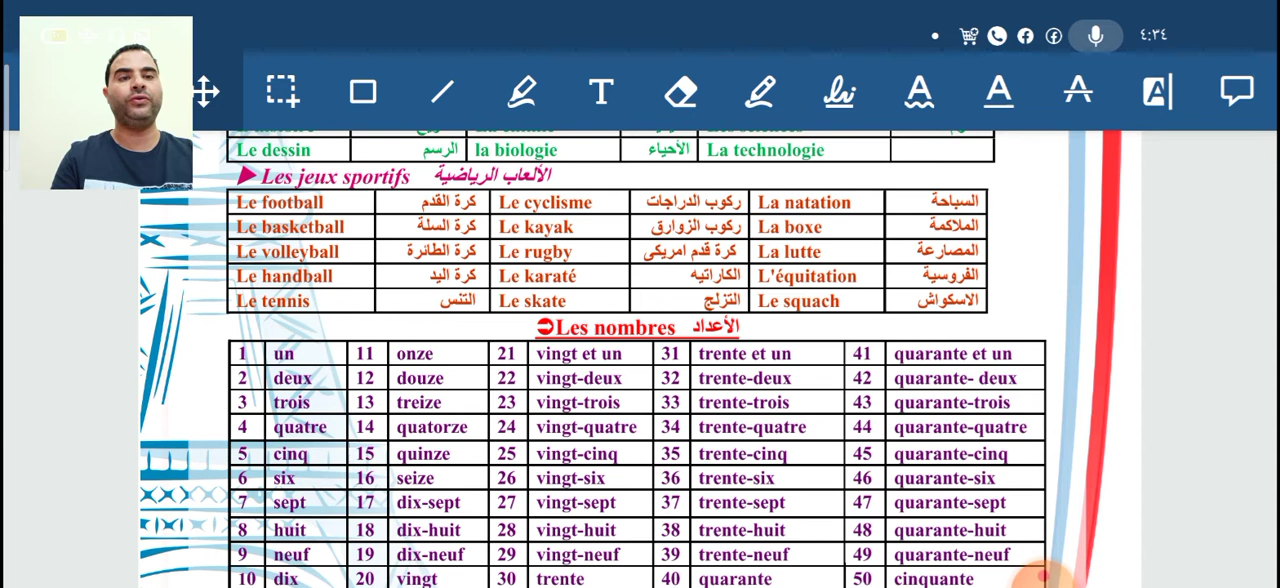 ٤:٣٤
T
A A A A
Le dessin الرسم la biologie الأحياء La technologie
Les jeux sportifs الألعاب الرياضية
Le football كرة القدم Le cyclisme ركوب الدراجات La natation السباحة
Le basketball كرة السلة Le kayak ركوب الزوارق La boxe الملاكمة
Le volleyball كرة الطائرة Le rugby كرة قدم امريكى La lutte المصارعة
Le handball كرة اليد Le karaté الكاراتيه L'équitation الفروسية
Le tennis التنس Le skate التزلج Le squach الاسكواش
Les nombres الأعداد
1 un 11 onze 21 vingt et un 31 trente et un 41 quarante et un
2 deux 12 douze 22 vingt-deux 32 trente-deux 42 quarante- deux
3 trois 13 treize 23 vingt-trois 33 trente-trois 43 quarante-trois
4 quatre 14 quatorze 24 vingt-quatre 34 trente-quatre 44 quarante-quatre
5 cinq 15 quinze 25 vingt-cinq 35 trente-cinq 45 quarante-cinq
6 six 16 seize 26 vingt-six 36 trente-six 46 quarante-six
7 sept 17 dix-sept 27 vingt-sept 37 trente-sept 47 quarante-sept
8 huit 18 dix-huit 28 vingt-huit 38 trente-huit 48 quarante-huit
9 neuf 19 dix-neuf 29 vingt-neuf 39 trente-neuf 49 quarante-neuf
10 dix 20 vingt 30 trente 40 quarante 50 cinquante